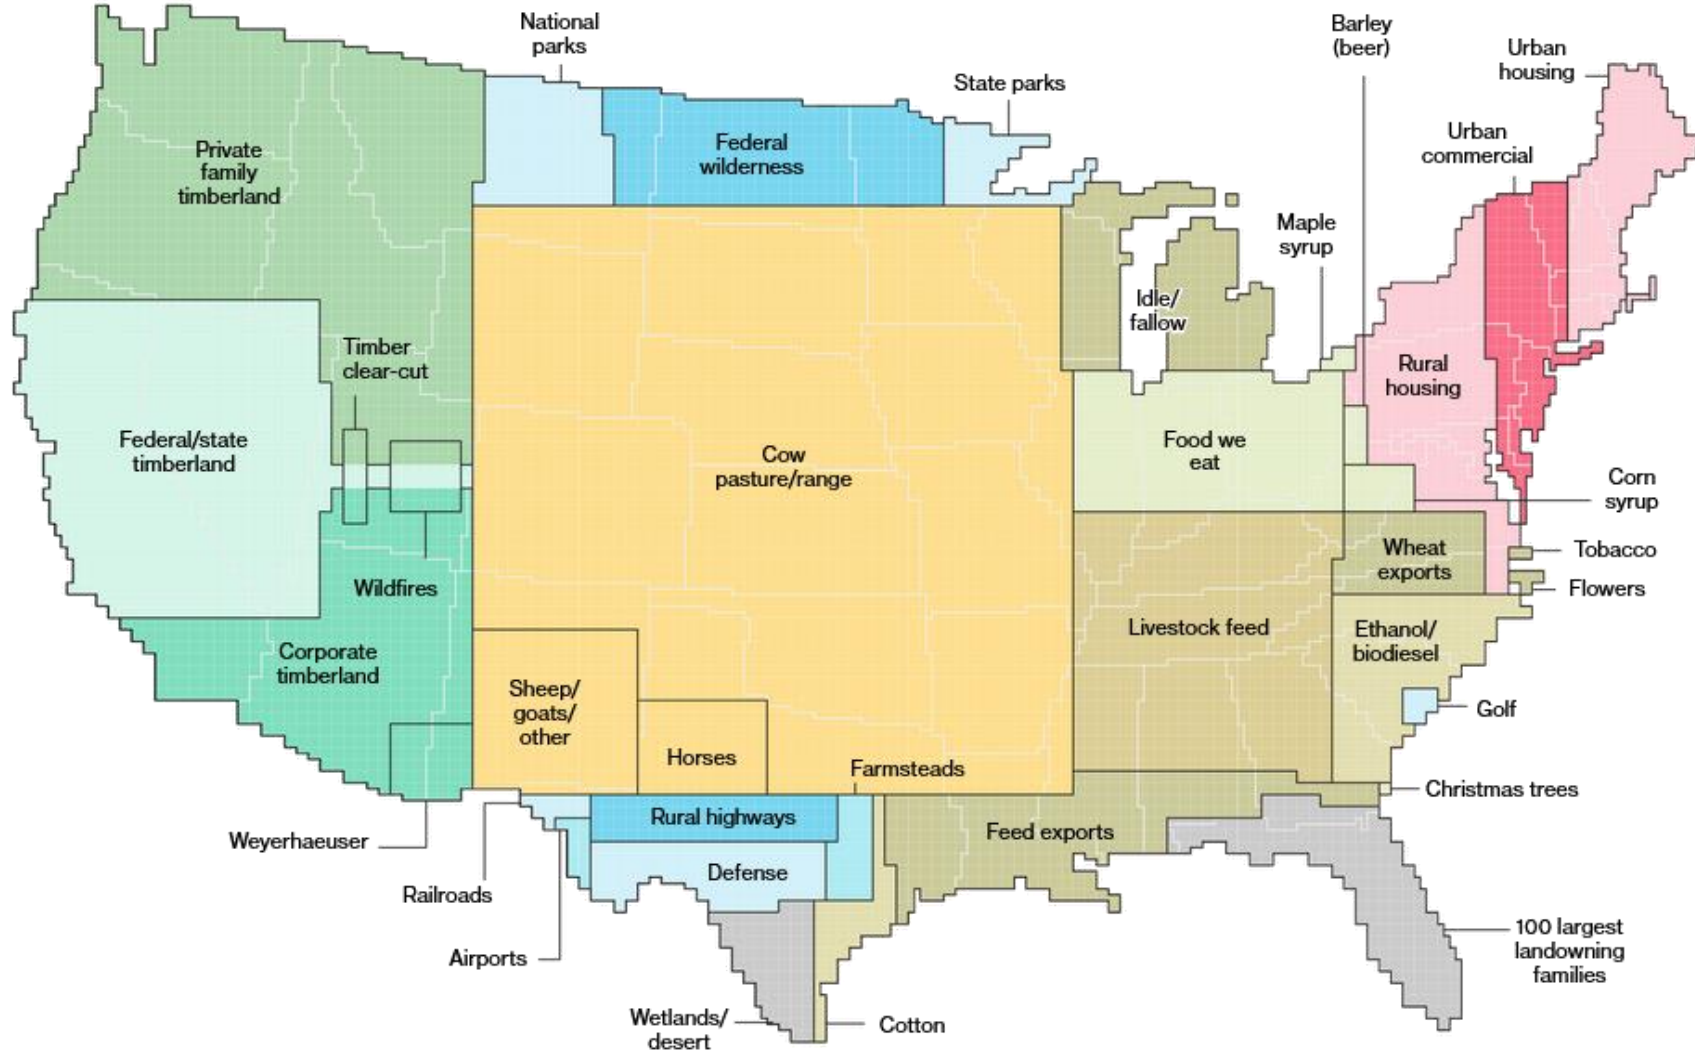 National
parks
Barley
(beer)
Urban
housing
State parks
Urban
commercial
Federal
wilderness
Private
family
timberland
Maple
syrup
Idle/
fallow
Timber
clear-cut
Rural
housing
Federal/state
timberland
Cow
pasture/range
Food we
eat
Corn
syrup
Wheat
exports
Tobacco
Flowers
Wildfires
Livestock feed
Ethanol/
biodiesel
Corporate
timberland
Sheep/
goats/
other
Golf
Horses
Farmsteads
Christmas trees
Rural highways
Feed exports
Weyerhaeuser
Defense
Railroads
100 largest
landowning
families
Airports
Wetlands/
desert
Cotton